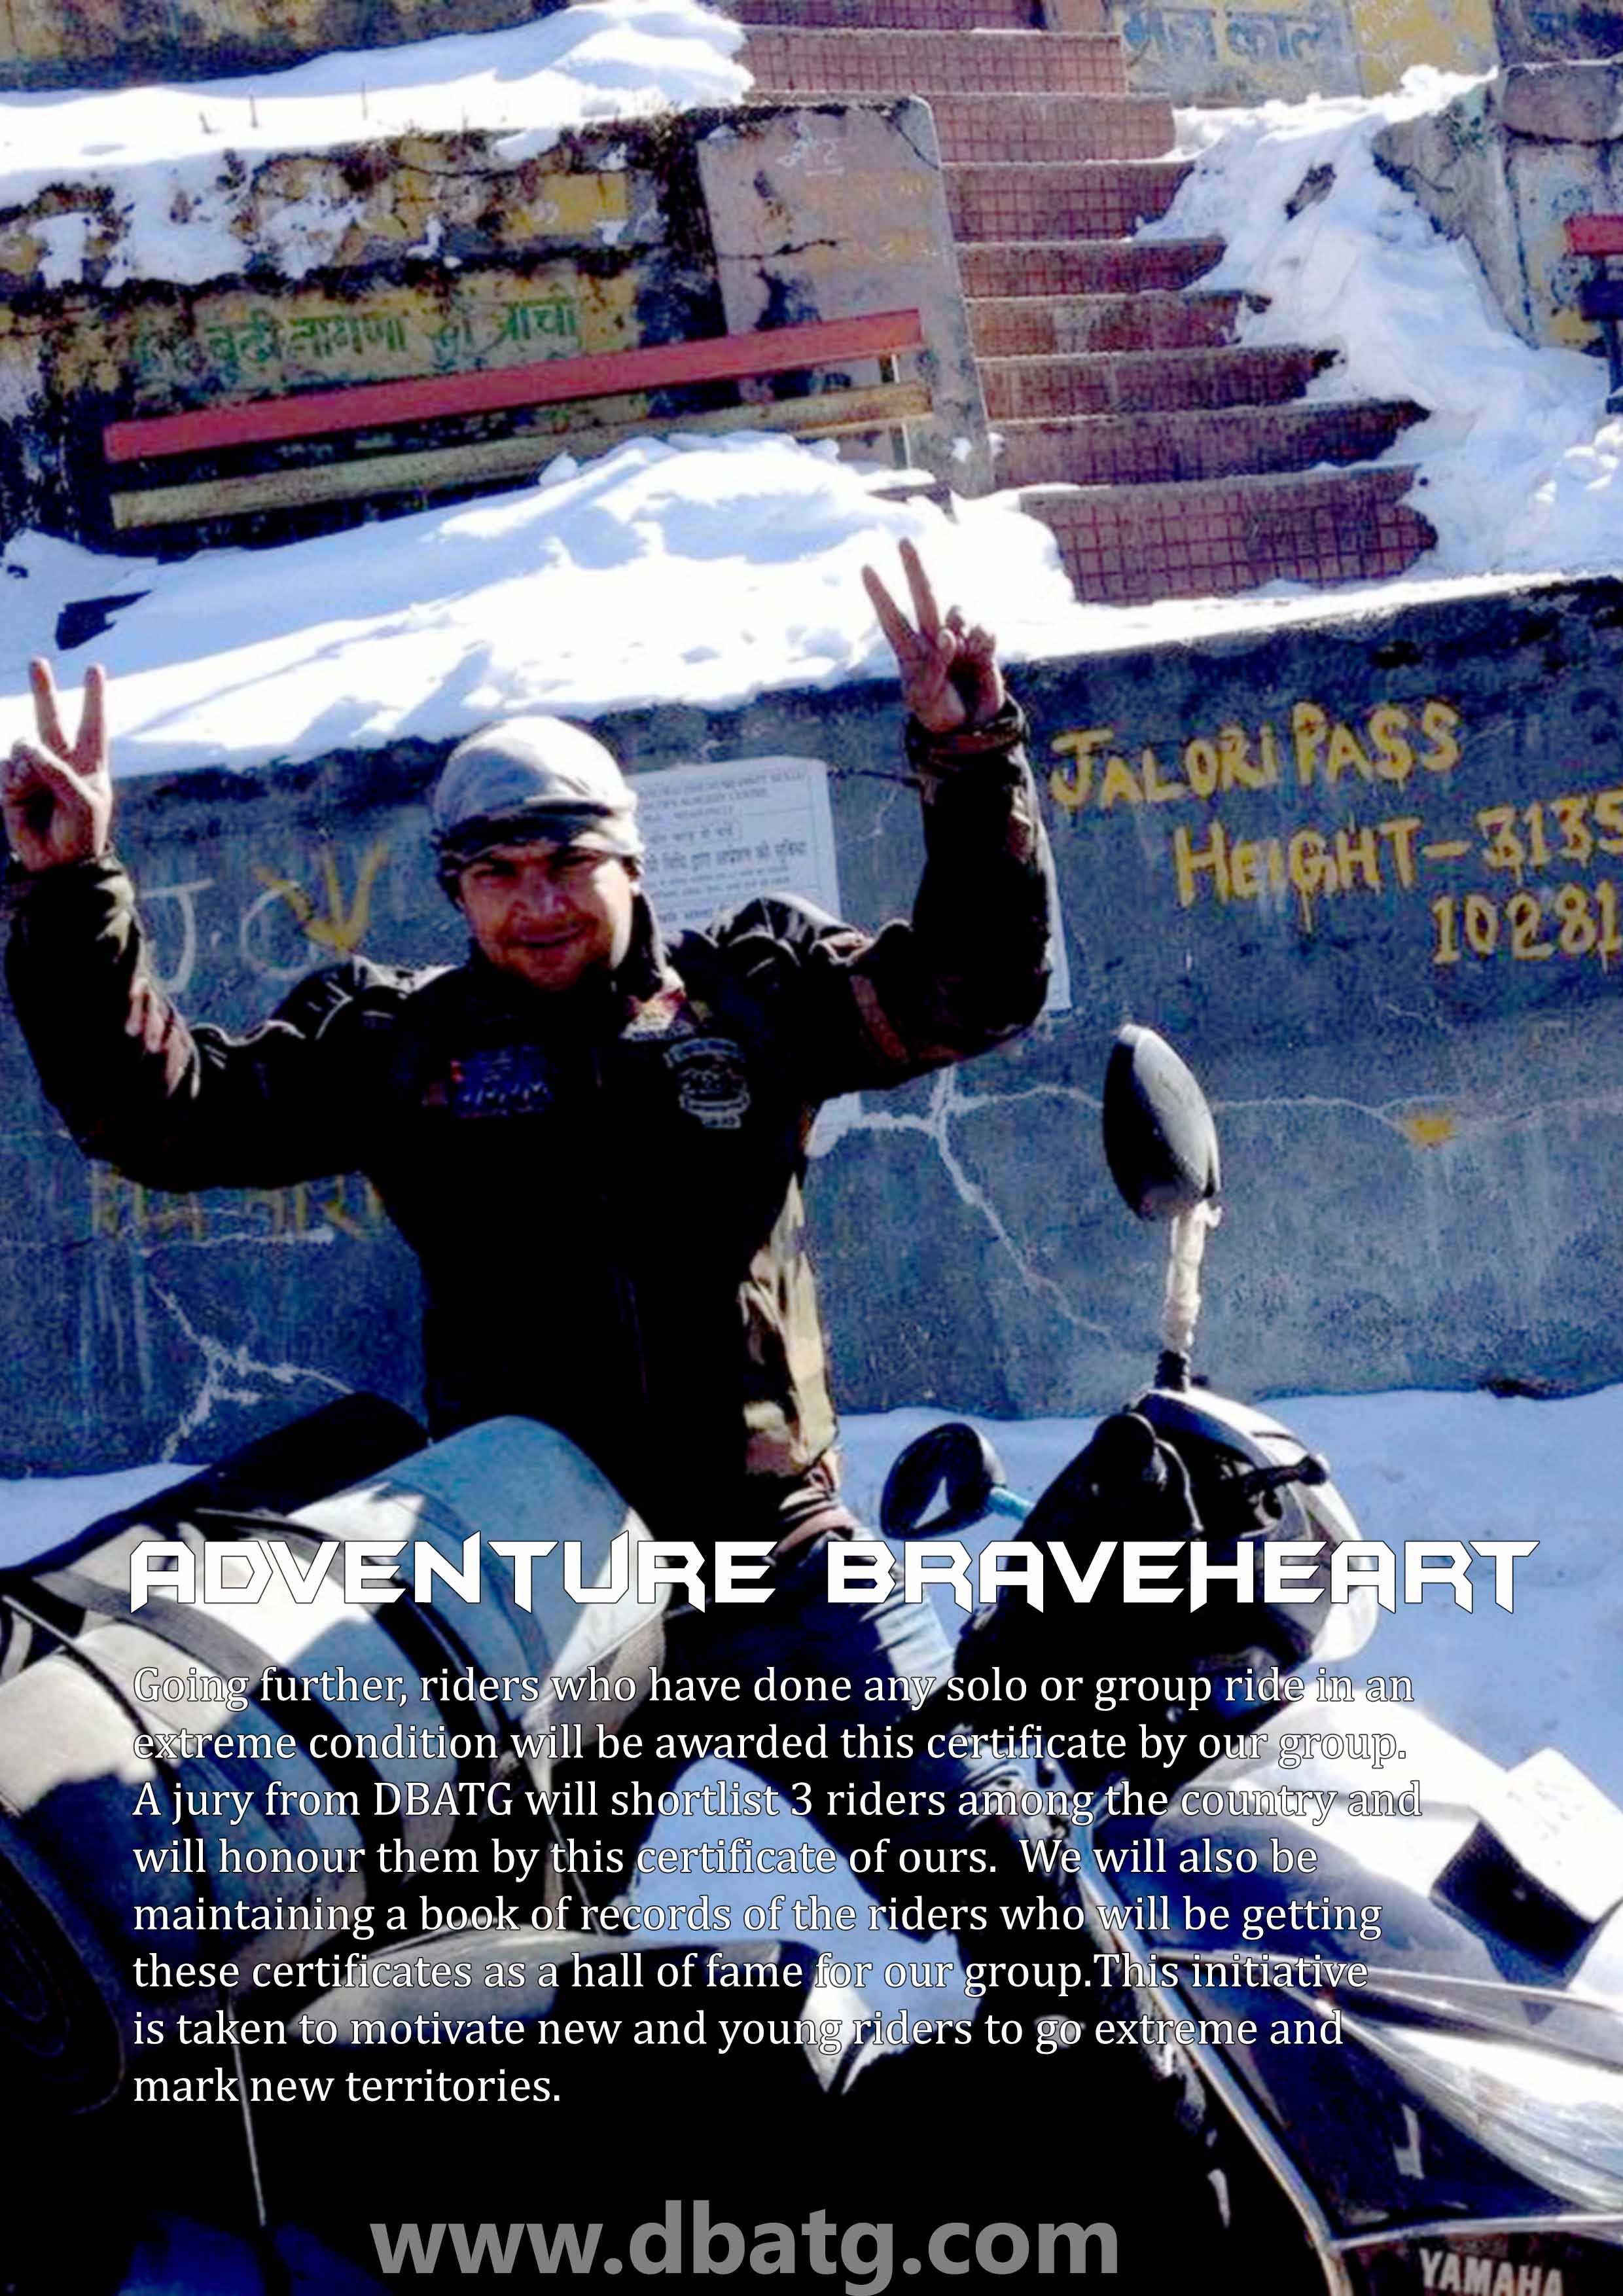 JALORI PASS
HEIGHT-3135
10281
J.C
ADVENTURE BRAVEHEART
Going further, riders who have done any solo or group ride in an
extreme condition will be awarded this certificate by our group.
A jury from DBATG will shortlist 3 riders among the country and
will honour them by this certificate of ours.  We will also be
maintaining a book of records of the riders who will be getting
these certificates as a hall of fame for our group.This initiative
is taken to motivate new and young riders to go extreme and
mark new territories.
www.dbatg.com
YAMAHA